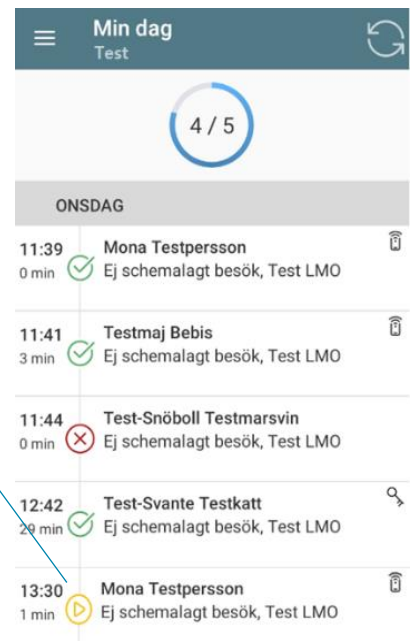 Min dag
Test
4 / 5
ONSDAG
11:39 Mona Testpersson
0 min Ej schemalagt besök, Test LMO
11:41 Testmaj Bebis
3 min Ej schemalagt besök, Test LMO
11:44 Test-Snöboll Testmarsvin
0 min Ej schemalagt besök, Test LMO
12:42 Test-Svante Testkatt
29 min Ej schemalagt besök, Test LMO
13:30 Mona Testpersson
1 min Ej schemalagt besök, Test LMO